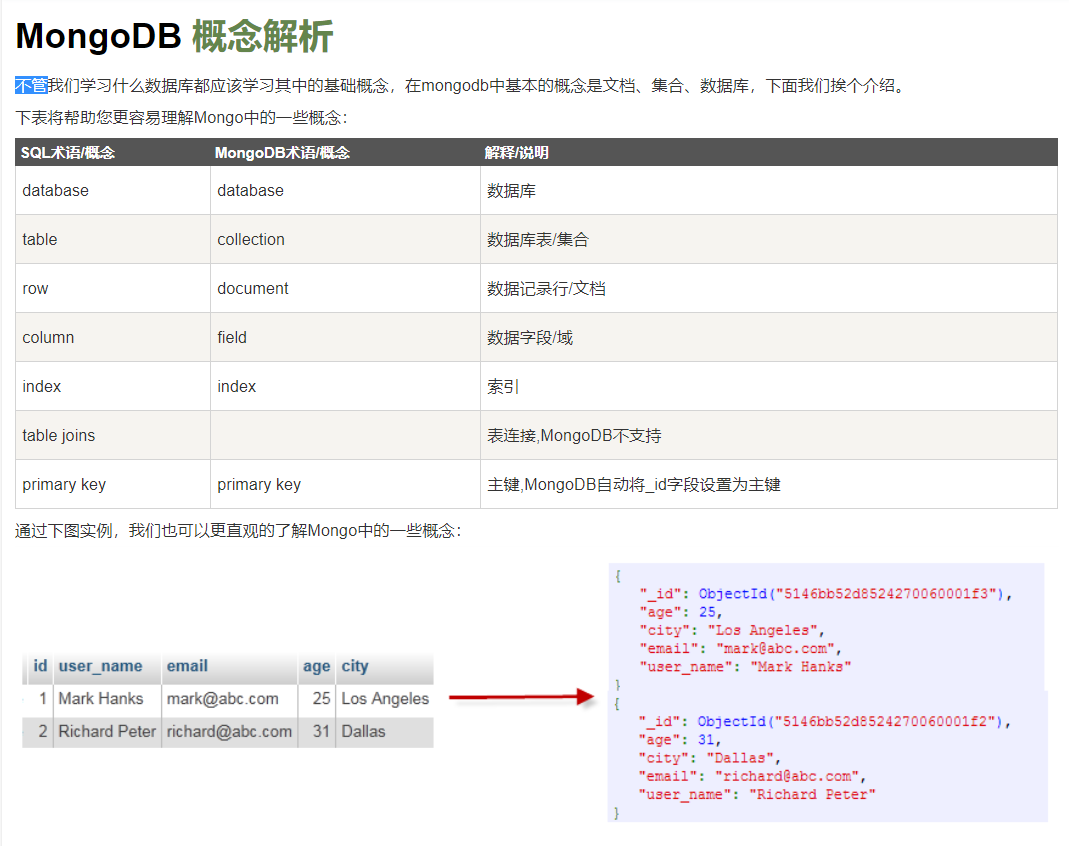 MongoDB 概念解析
不管我们学习什么数据库都应该学习其中的基础概念，在mongodb中基本的概念是文档、集合、数据库，下面我们挨个介绍。
下表将帮助您更容易理解Mongo中的一些概念：
SQL术语/概念 MongoDB术语/概念 解释/说明
database database 数据库
table collection 数据库表/集合
row document 数据记录行/文档
column field 数据字段/域
index index 索引
table joins 表连接,MongoDB不支持
primary key primary key 主键,MongoDB自动将_id字段设置为主键
通过下图实例，我们也可以更直观的了解Mongo中的一些概念：
id user_name email age city
1 Mark Hanks mark@abc.com 25 Los Angeles
2 Richard Peter richard@abc.com 31 Dallas
{
"_id": ObjectId("5146bb52d8524270060001f3"),
"age": 25,
"city": "Los Angeles",
"email": "mark@abc.com",
"user_name": "Mark Hanks"
}
{
"_id": ObjectId("5146bb52d8524270060001f2"),
"age": 31,
"city": "Dallas",
"email": "richard@abc.com",
"user_name": "Richard Peter"
}